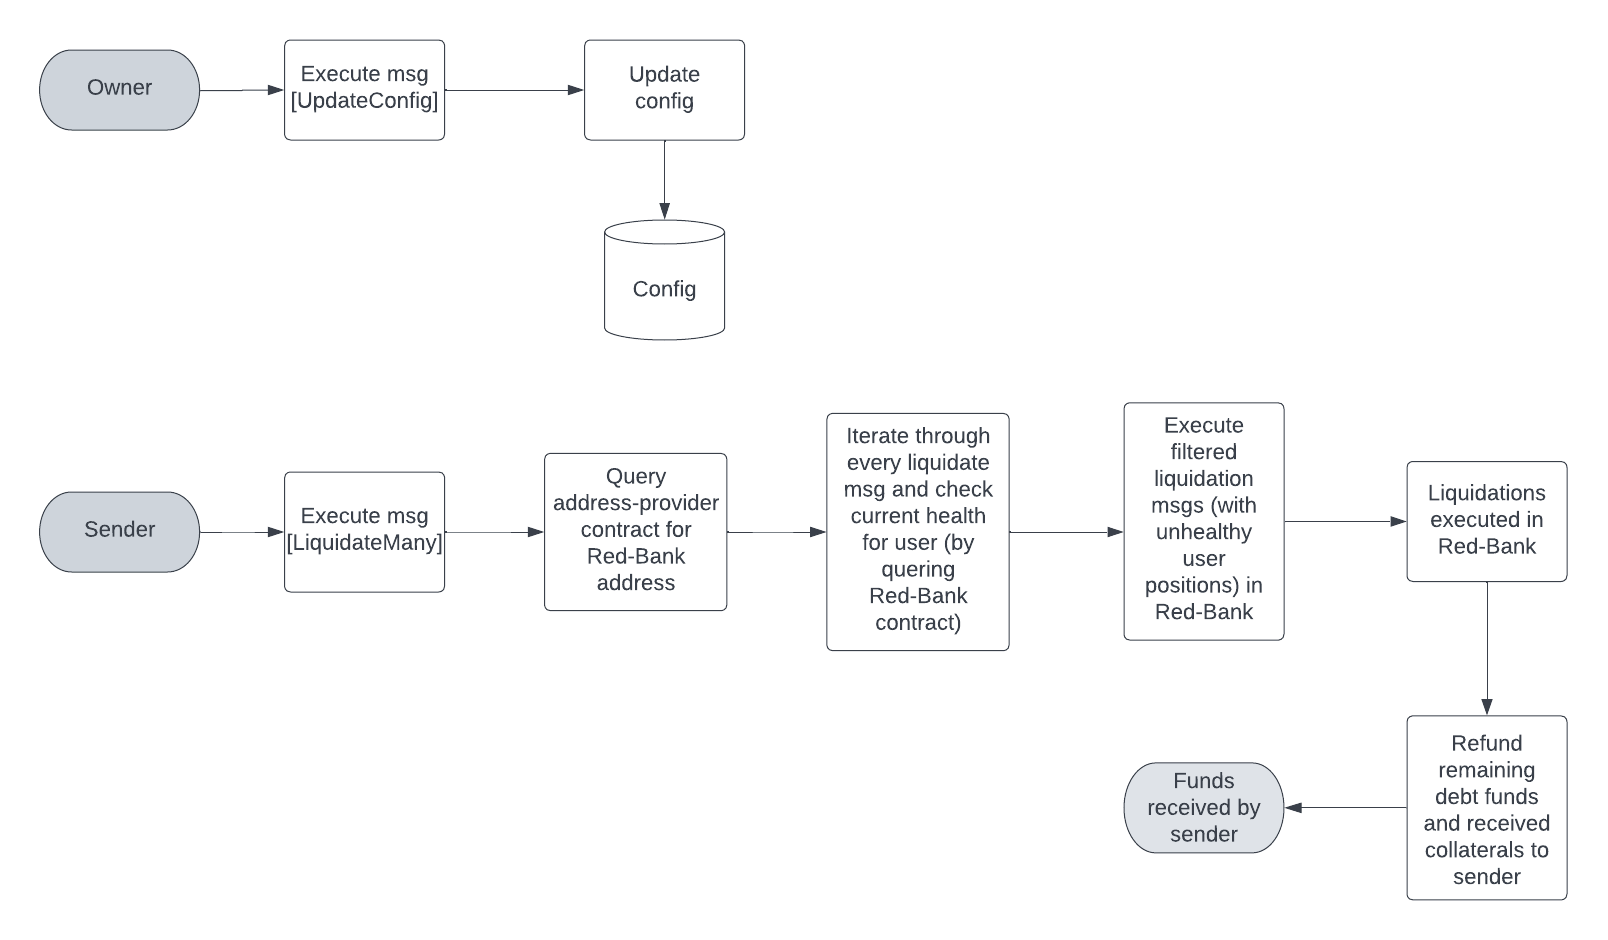 Owner
Execute msg
[UpdateConfig]
Update
config
Config
Sender
Execute msg
[LiquidateMany]
Query
address-provider
contract for
Red-Bank
address
Iterate through
every liquidate
msg and check
current health
for user (by
quering
Red-Bank
contract)
Execute
filtered
liquidation
msgs (with
unhealthy
user
positions) in
Red-Bank
Liquidations
executed in
Red-Bank
Refund
remaining
debt funds
and received
collaterals to
sender
Funds
received by
sender